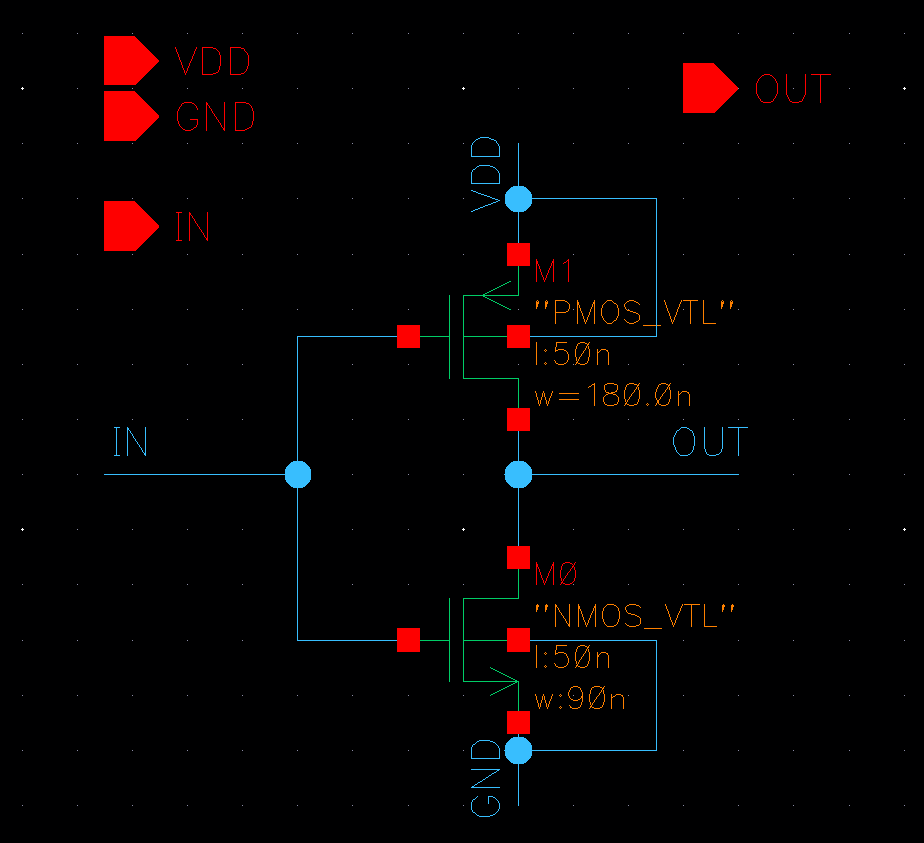 VDD
GND
IN
OUT
VDD
M1
"PMOS_VTL"
l:50n
w=180.0n
IN
OUT
M0
"NMOS_VTL"
l:50n
w:90n
GND